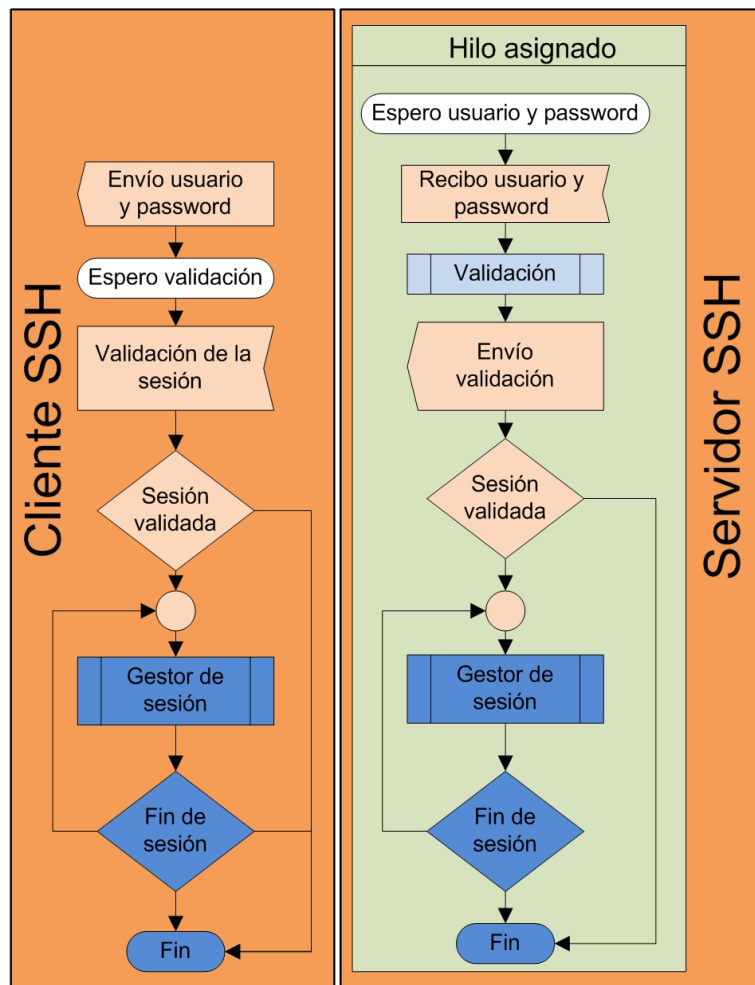 Cliente SSH
Envío usuario
y password
Espero validación
Validación de la
sesión
Sesión
validada
Gestor de
sesión
Fin de
sesión
Fin
Hilo asignado
Espero usuario y password
Recibo usuario y
password
Validación
Envío
validación
Sesión
validada
Gestor de
sesión
Fin de
sesión
Fin
Servidor SSH